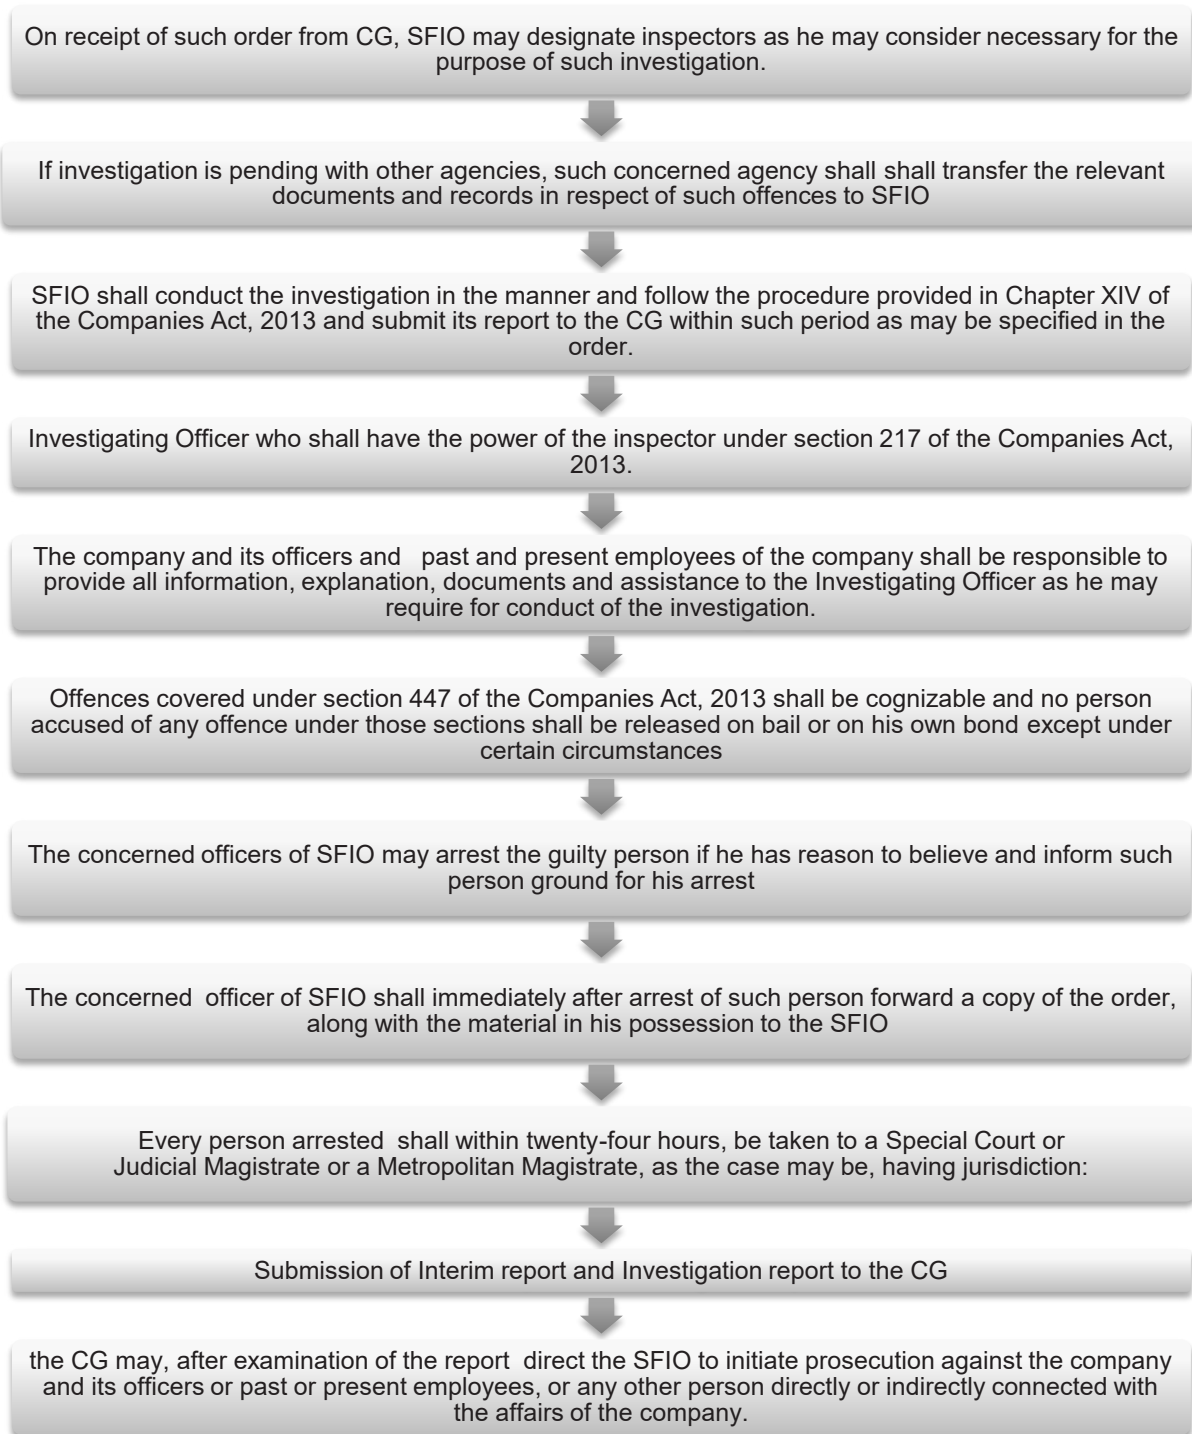 On receipt of such order from CG, SFIO may designate inspectors as he may consider necessary for the
purpose of such investigation.
If investigation is pending with other agencies, such concerned agency shall shall transfer the relevant
documents and records in respect of such offences to SFIO
SFIO shall conduct the investigation in the manner and follow the procedure provided in Chapter XIV of
the Companies Act, 2013 and submit its report to the CG within such period as may be specified in the
order.
Investigating Officer who shall have the power of the inspector under section 217 of the Companies Act,
2013.
The company and its officers and past and present employees of the company shall be responsible to
provide all information, explanation, documents and assistance to the Investigating Officer as he may
require for conduct of the investigation.
Offences covered under section 447 of the Companies Act, 2013 shall be cognizable and no person
accused of any offence under those sections shall be released on bail or on his own bond except under
certain circumstances
The concerned officers of SFIO may arrest the guilty person if he has reason to believe and inform such
person ground for his arrest
The concerned officer of SFIO shall immediately after arrest of such person forward a copy of the order,
along with the material in his possession to the SFIO
Every person arrested shall within twenty-four hours, be taken to a Special Court or
Judicial Magistrate or a Metropolitan Magistrate, as the case may be, having jurisdiction:
Submission of Interim report and Investigation report to the CG
the CG may, after examination of the report direct the SFIO to initiate prosecution against the company
and its officers or past or present employees, or any other person directly or indirectly connected with
the affairs of the company.